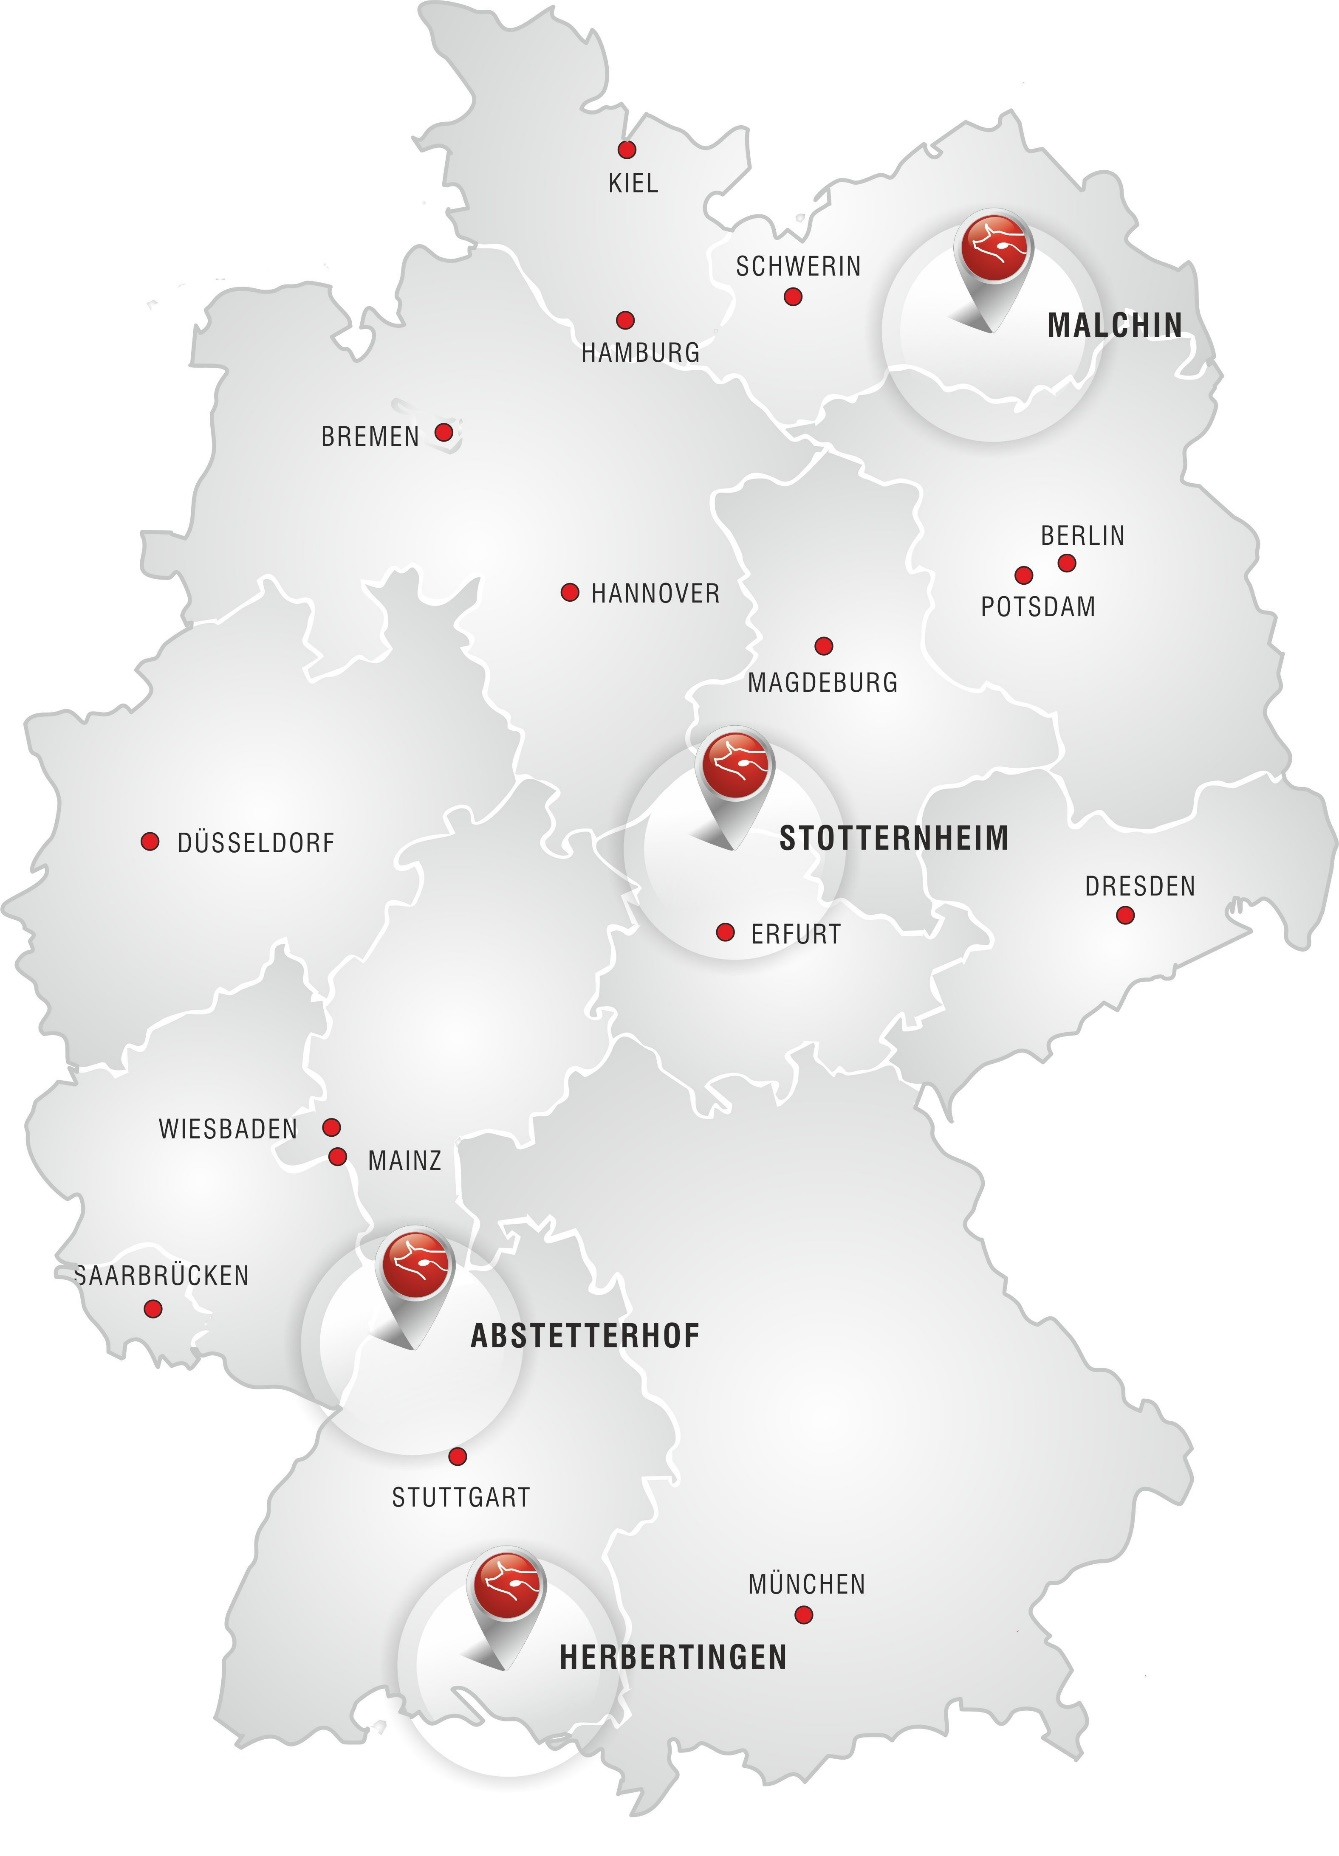 KIEL
SCHWERIN
MALCHIN
HAMBURG
BREMEN
BERLIN
HANNOVER
POTSDAM
MAGDEBURG
STOTTERNHEIM
DÜSSELDORF
DRESDEN
ERFURT
WIESBADEN
MAINZ
SAARBRÜCKEN
ABSTETTERHOF
STUTTGART
MÜNCHEN
HERBERTINGEN